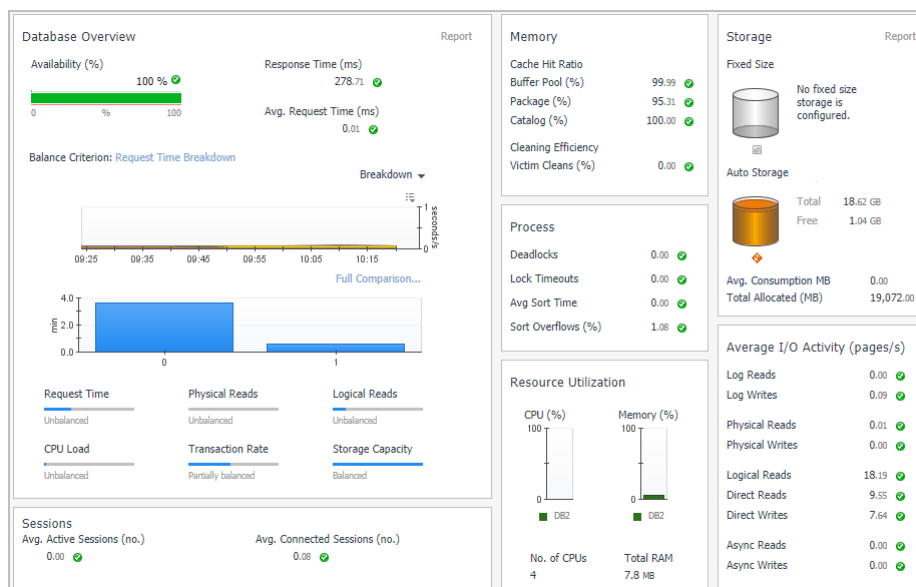 Database Overview
Report
Availability (%)
100 %
0 % 100
Response Time (ms)
278.71
Avg. Request Time (ms)
0.01
Balance Criterion: Request Time Breakdown
Breakdown
1
seconds/s
0
09:25 09:35 09:45 09:55 10:05 10:15
Full Comparison...
4.0
2.0
0.0
min
0 1
Request Time
Unbalanced
Physical Reads
Unbalanced
Logical Reads
Unbalanced
CPU Load
Unbalanced
Transaction Rate
Partially balanced
Storage Capacity
Balanced
Sessions
Avg. Active Sessions (no.)
0.00
Avg. Connected Sessions (no.)
0.08
Memory
Cache Hit Ratio
Buffer Pool (%) 99.99
Package (%) 95.31
Catalog (%) 100.00
Cleaning Efficiency
Victim Cleans (%) 0.00
Process
Deadlocks 0.00
Lock Timeouts 0.00
Avg Sort Time 0.00
Sort Overflows (%) 1.08
Resource Utilization
CPU (%)
100
0
DB2
Memory (%)
100
0
DB2
No. of CPUs
4
Total RAM
7.8 MB
Storage
Report
Fixed Size
No fixed size
storage is
configured.
Auto Storage
Total 18.62 GB
Free 1.04 GB
Avg. Consumption MB 0.00
Total Allocated (MB) 19,072.00
Average I/O Activity (pages/s)
Log Reads 0.00
Log Writes 0.09
Physical Reads 0.01
Physical Writes 0.00
Logical Reads 18.19
Direct Reads 9.55
Direct Writes 7.64
Async Reads 0.00
Async Writes 0.00